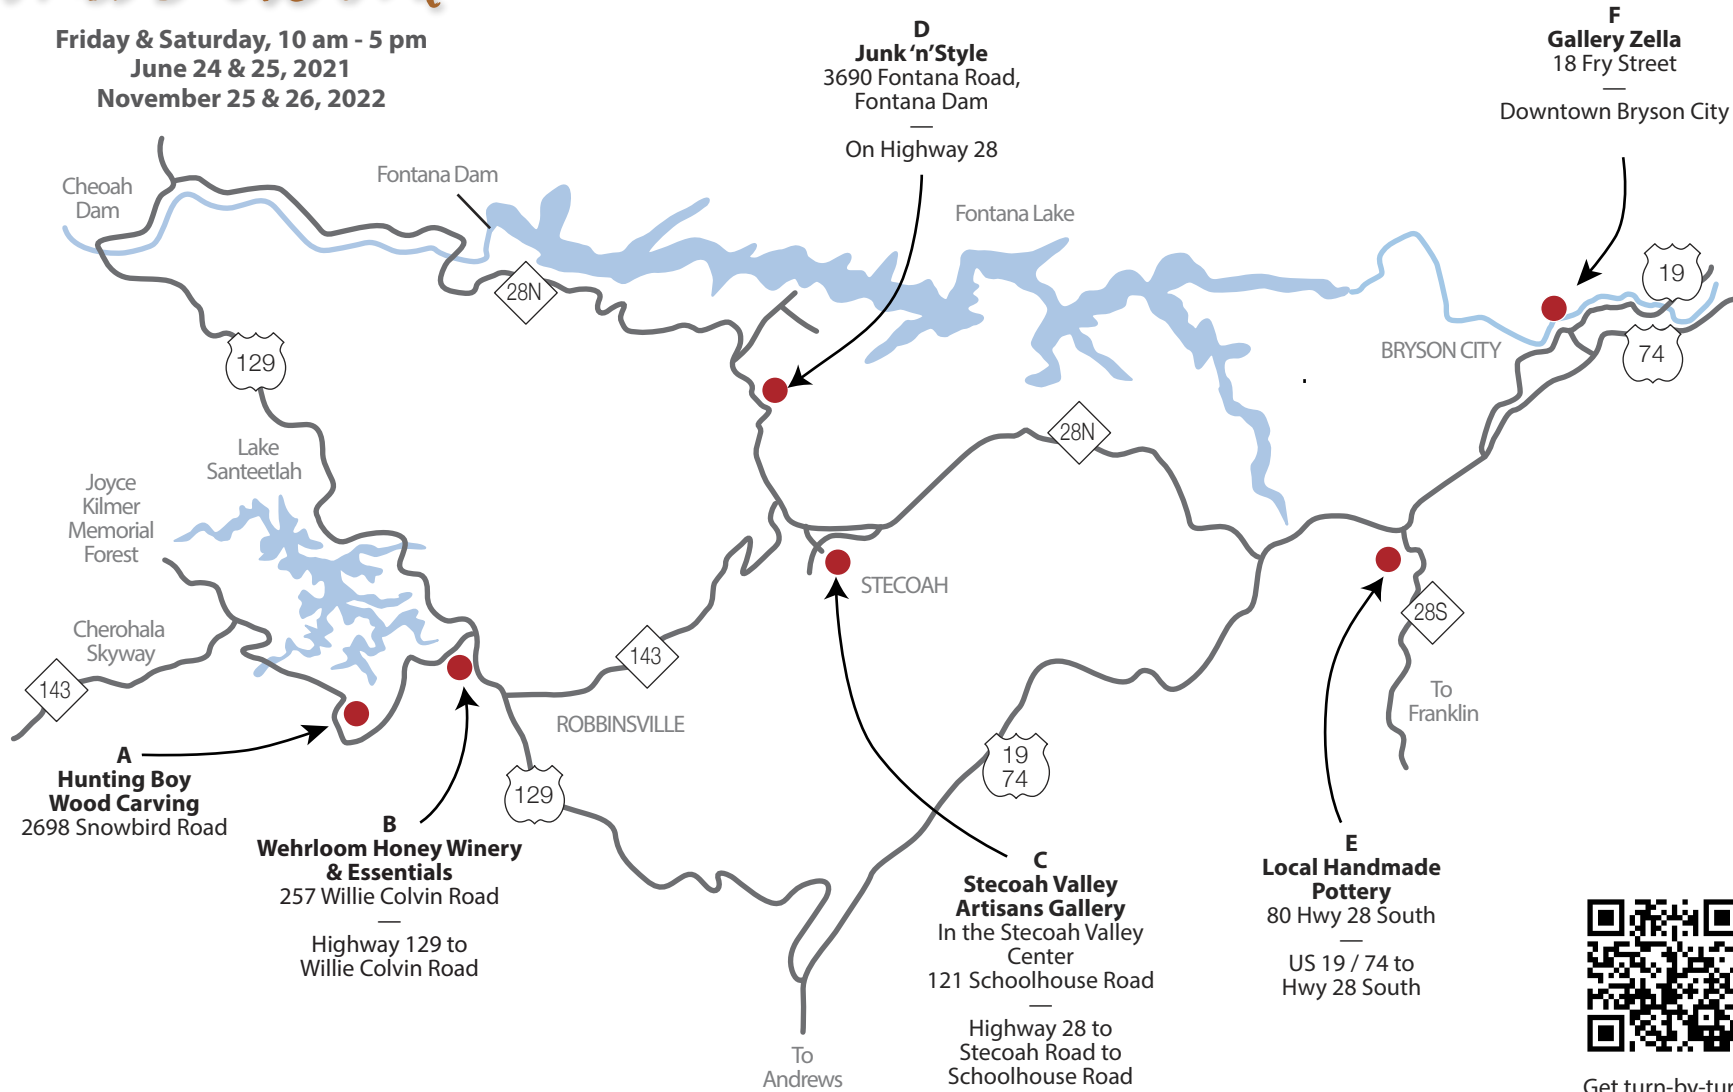 Friday & Saturday, 10 am - 5 pm
June 24 & 25, 2021
November 25 & 26, 2022
D
Junk 'n' Style
3690 Fontana Road,
Fontana Dam
—
On Highway 28
F
Gallery Zella
18 Fry Street
—
Downtown Bryson City
Cheoah
Dam
Fontana Dam
Fontana Lake
28N
19
74
BRYSON CITY
129
28N
Lake
Santeetlah
Joyce
Kilmer
Memorial
Forest
STECOAH
28S
Cherohala
Skyway
143
143
To
Franklin
ROBBINSVILLE
19
74
129
A
Hunting Boy
Wood Carving
2698 Snowbird Road
B
Wehrloom Honey Winery
& Essentials
257 Willie Colvin Road
—
Highway 129 to
Willie Colvin Road
C
Stecoah Valley
Artisans Gallery
In the Stecoah Valley
Center
121 Schoolhouse Road
—
Highway 28 to
Stecoah Road to
Schoolhouse Road
E
Local Handmade
Pottery
80 Hwy 28 South
—
US 19 / 74 to
Hwy 28 South
To
Andrews
Get turn-by-tur